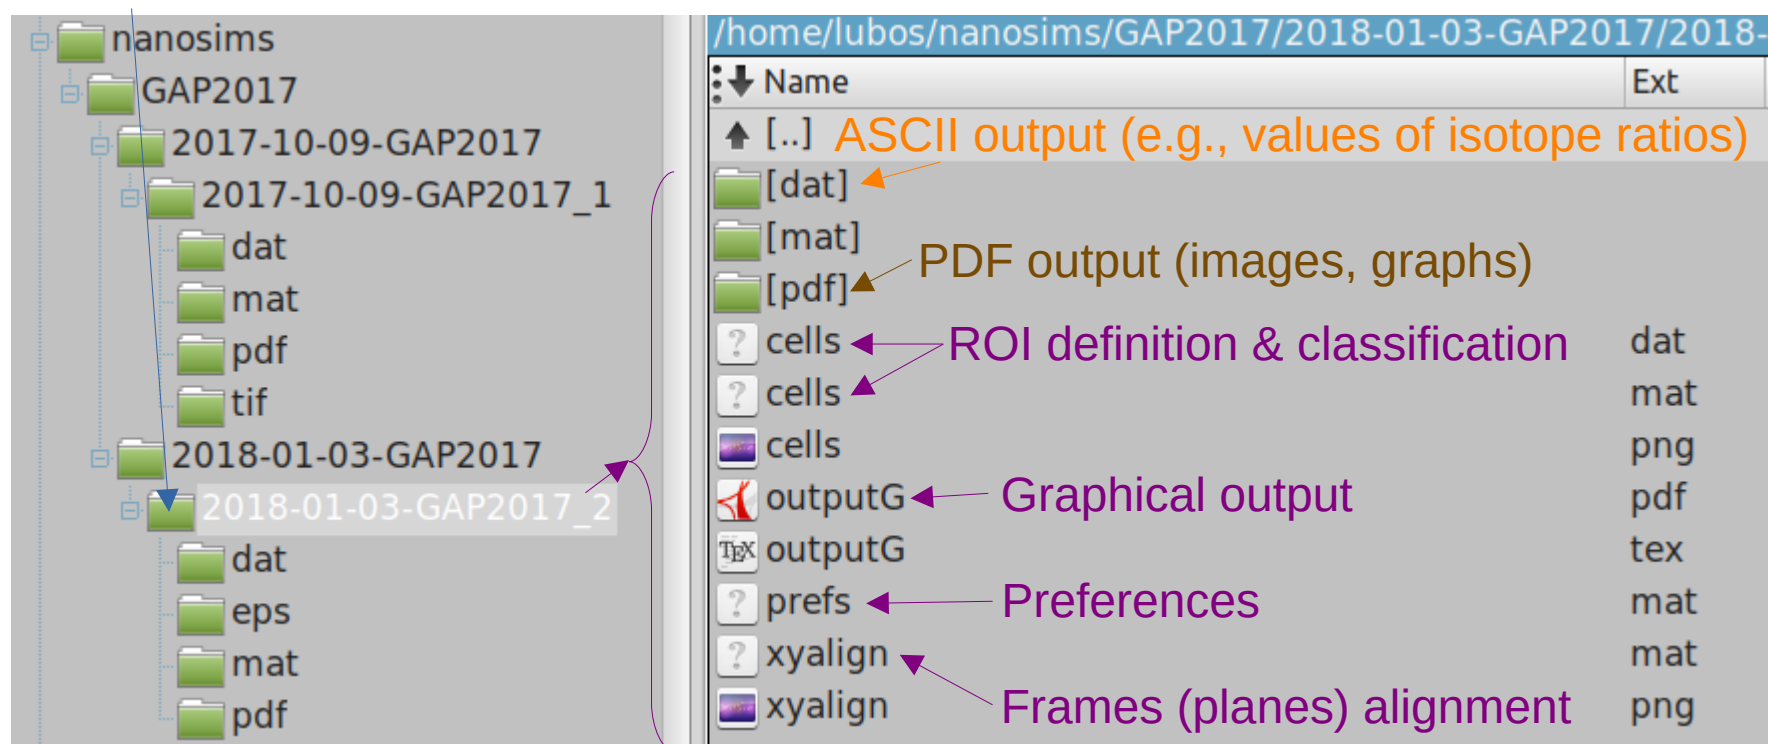 nanosims
GAP2017
2017-10-09-GAP2017
2017-10-09-GAP2017_1
dat
mat
pdf
tif
2018-01-03-GAP2017
2018-01-03-GAP2017_2
dat
eps
mat
pdf
/home/lubos/nanosims/GAP2017/2018-01-03-GAP2017/2018-
Name Ext
[..] ASCII output (e.g., values of isotope ratios)
[dat]
[mat]
PDF output (images, graphs)
[pdf]
cells ROI definition & classification dat
cells mat
cells png
outputG Graphical output pdf
TEX outputG tex
prefs Preferences mat
xyalign mat
xyalign Frames (planes) alignment png